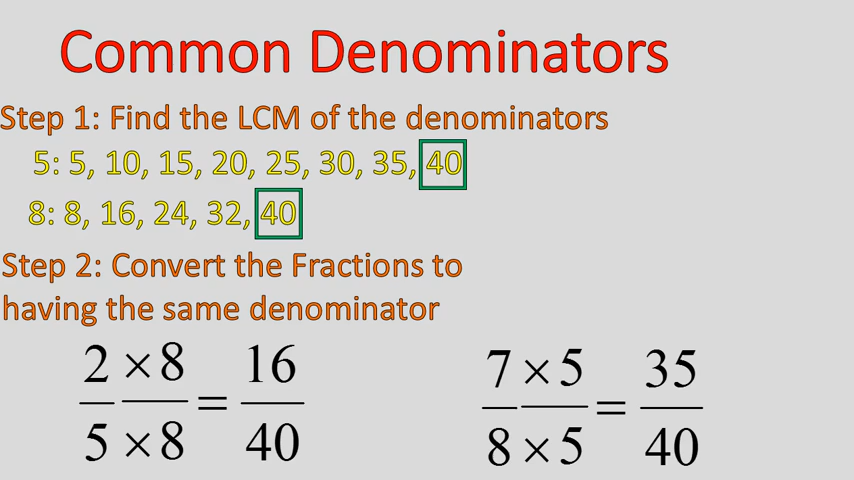 Common Denominators
Step 1: Find the LCM of the denominators
5: 5, 10, 15, 20, 25, 30, 35, 40
8: 8, 16, 24, 32, 40
Step 2: Convert the Fractions to
having the same denominator
2 ×8 / 5 ×8 = 16 / 40
7 ×5 / 8 ×5 = 35 / 40